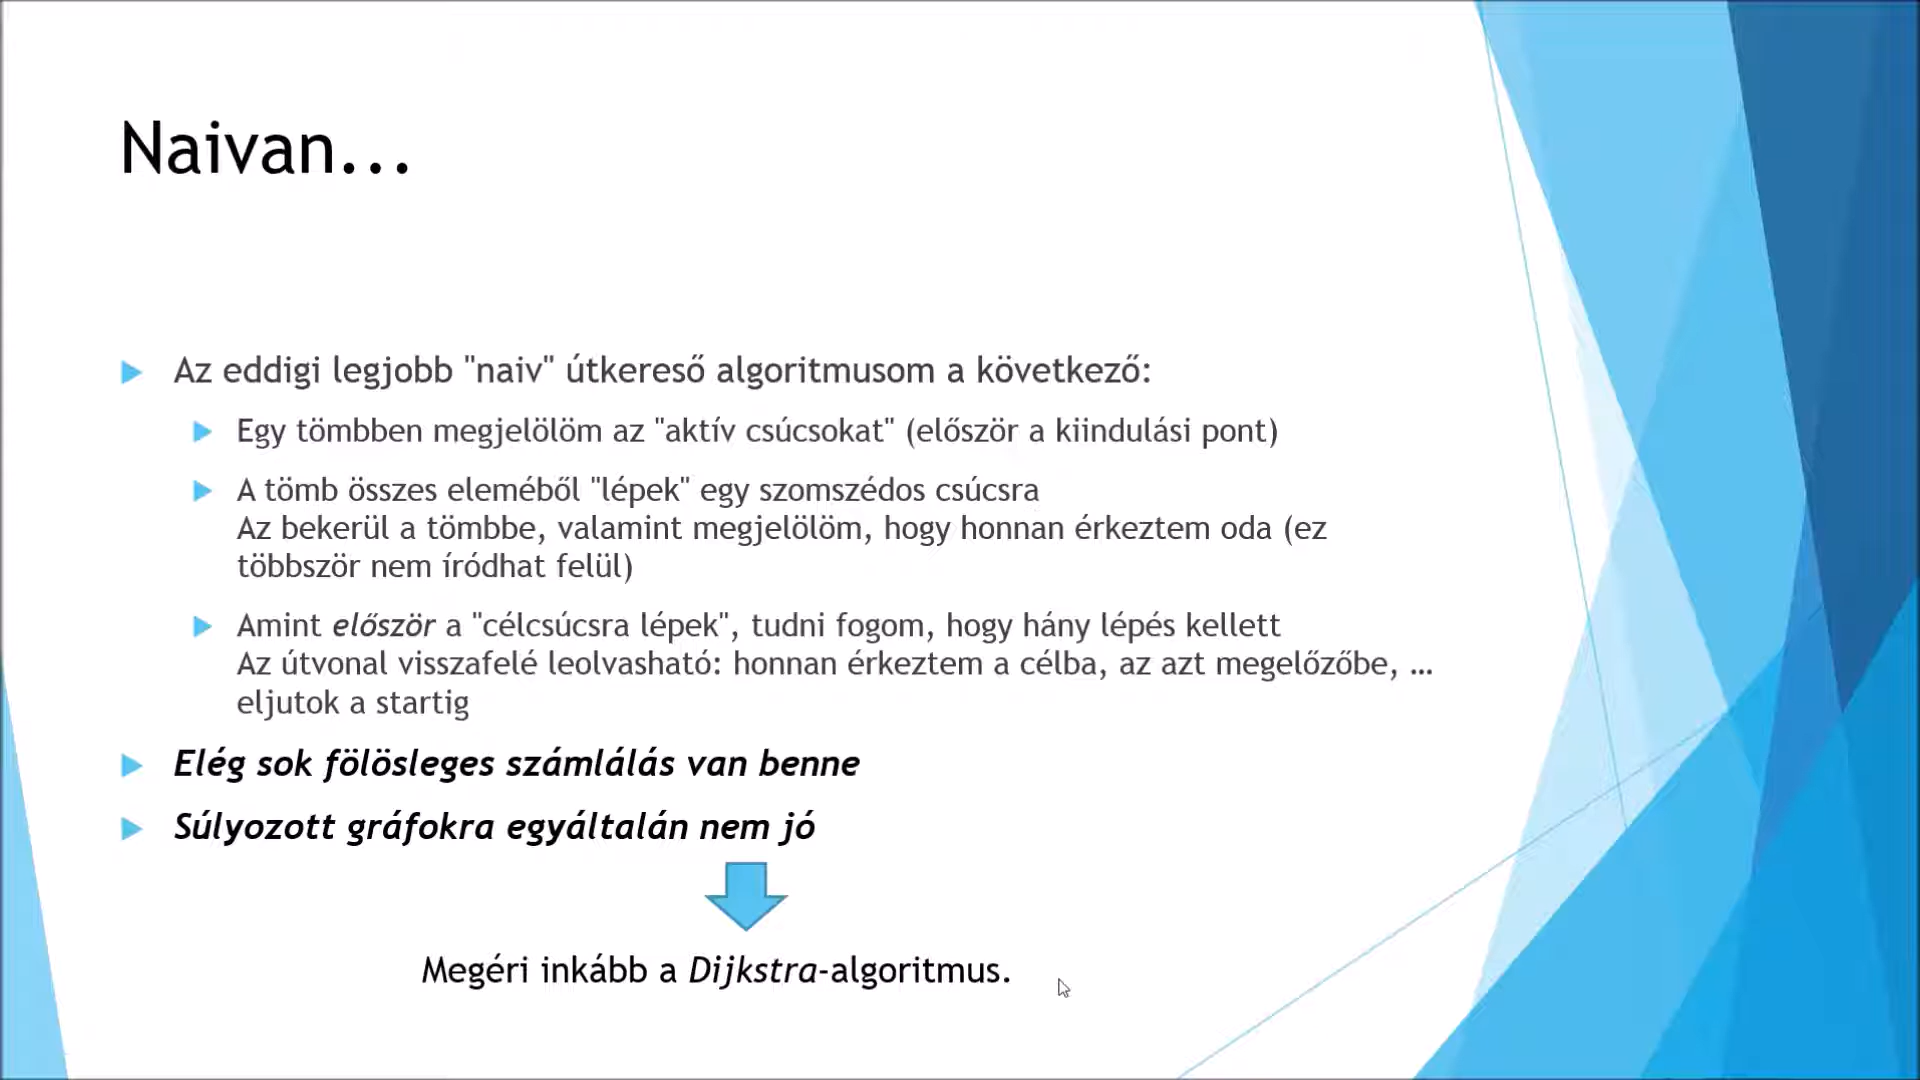 Naivan...
Az eddigi legjobb "naiv" útkereső algoritmusom a következő:
Egy tömbben megjelölöm az "aktív csúcsokat" (először a kiindulási pont)
A tömb összes eleméből "lépek" egy szomszédos csúcsra
Az bekerül a tömbbe, valamint megjelölöm, hogy honnan érkeztem oda (ez
többször nem íródhat felül)
Amint először a "célcsúcsra lépek", tudni fogom, hogy hány lépés kellett
Az útvonal visszafelé leolvasható: honnan érkeztem a célba, az azt megelőzőbe, …
eljutok a startig
Elég sok fölösleges számlálás van benne
Súlyozott gráfokra egyáltalán nem jó
Megéri inkább a Dijkstra-algoritmus.